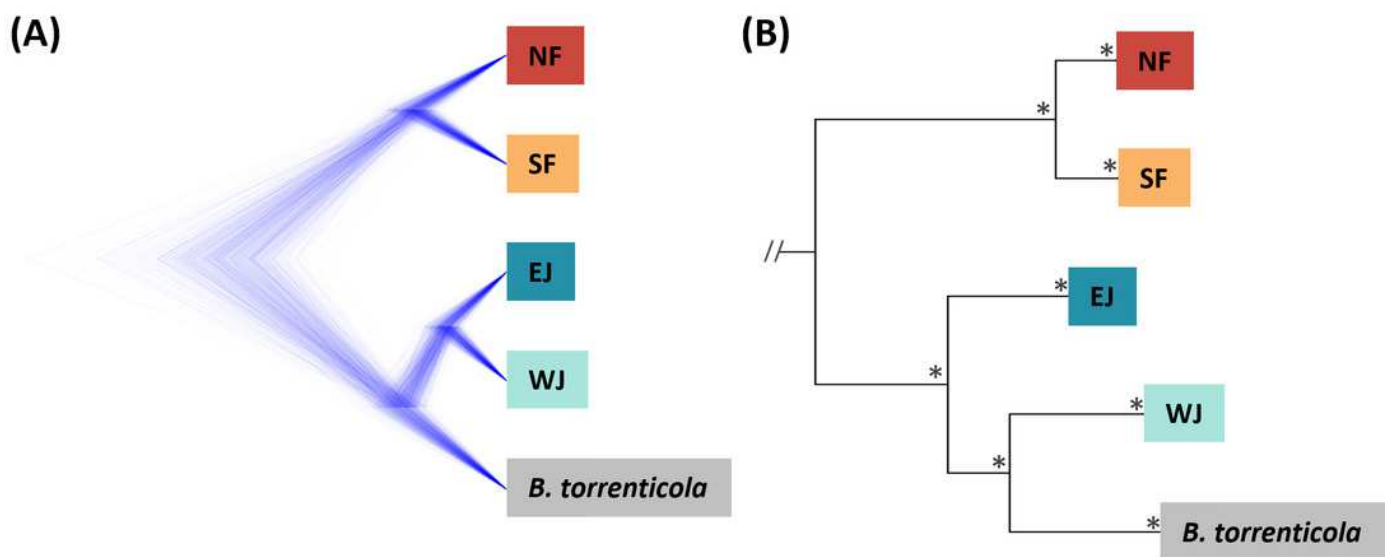 (A)
NF
SF
EJ
WJ
B. torrenticola
(B)
* NF
*
* SF
//
* EJ
*
* WJ
*
* B. torrenticola